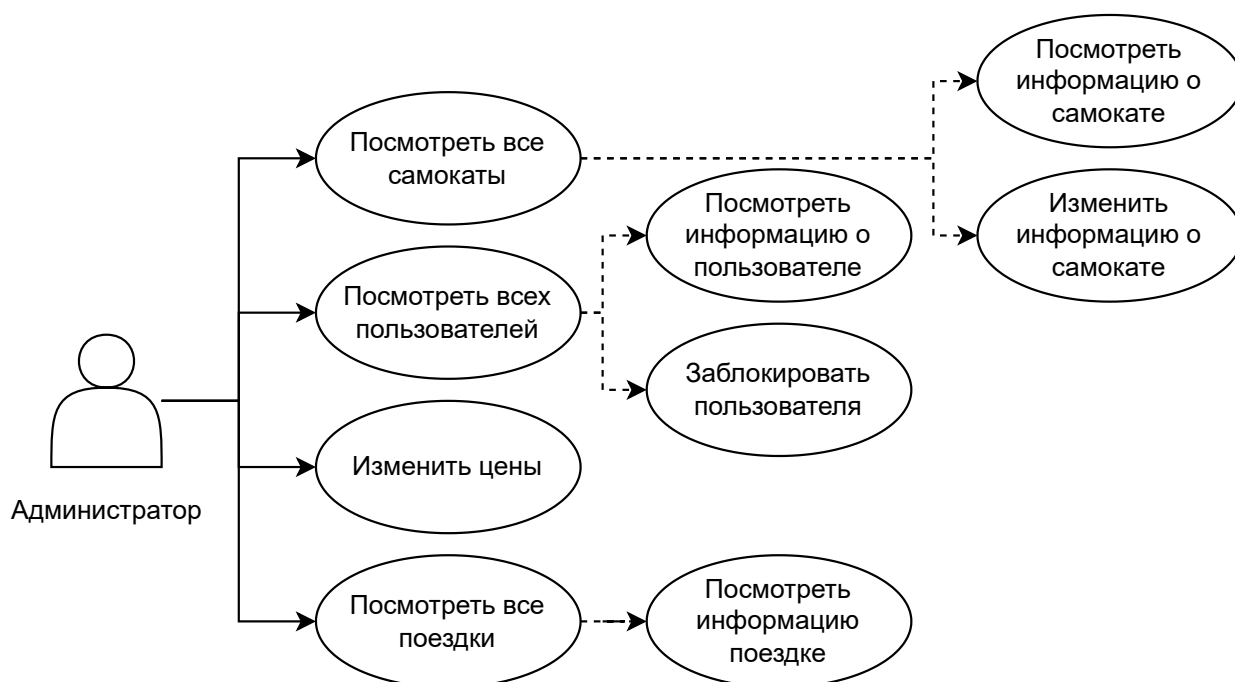 Посмотреть
информацию о
самокате
Посмотреть все
самокаты
Посмотреть
информацию о
пользователе
Изменить
информацию о
самокате
Посмотреть всех
пользователей
Заблокировать
пользователя
Изменить цены
Администратор
Посмотреть все
поездки
Посмотреть
информацию
поездке